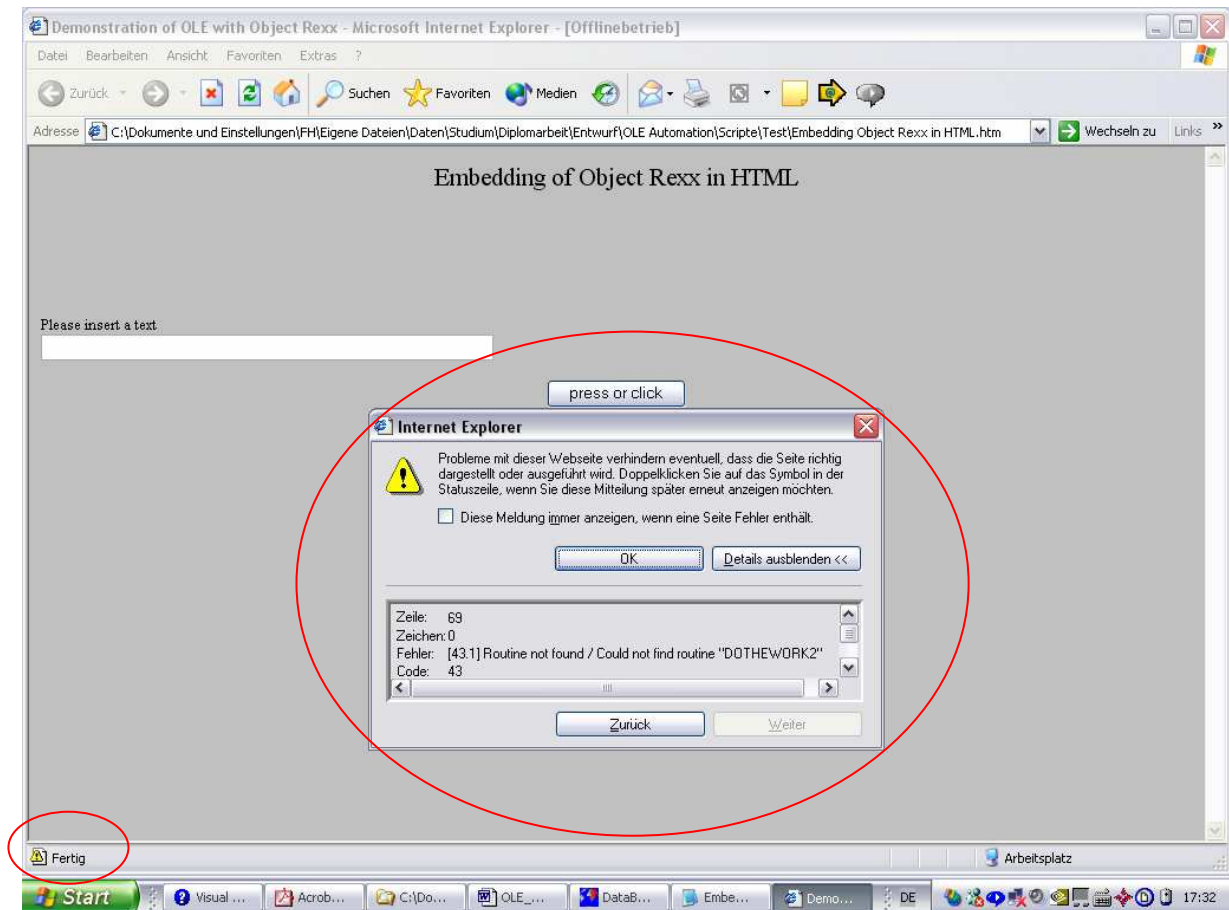 Demonstration of OLE with Object Rexx - Microsoft Internet Explorer - [Offlinebetrieb]
Datei Bearbeiten Ansicht Favoriten Extras ?
Zurück Suchen Favoriten Medien
Adresse C:\Dokumente und Einstellungen\FH\Eigene Dateien\Daten\Studium\Diplomarbeit\Entwurf\OLE Automation\Scripte\Test\Embedding Object Rexx in HTML.htm Wechseln zu Links »
Embedding of Object Rexx in HTML
Please insert a text
press or click
Internet Explorer
Probleme mit dieser Webseite verhindern eventuell, dass die Seite richtig
dargestellt oder ausgeführt wird. Doppelklicken Sie auf das Symbol in der
Statuszeile, wenn Sie diese Mitteilung später erneut anzeigen möchten.
Diese Meldung immer anzeigen, wenn eine Seite Fehler enthält.
OK Details ausblenden <<
Zeile: 69
Zeichen: 0
Fehler: [43.1] Routine not found / Could not find routine "DOTHEWORK2"
Code: 43
Zurück Weiter
Fertig Arbeitsplatz
Start Visual ... Acrob... C:\Do... OLE_... DataB... Embe... Demo... DE 17:32